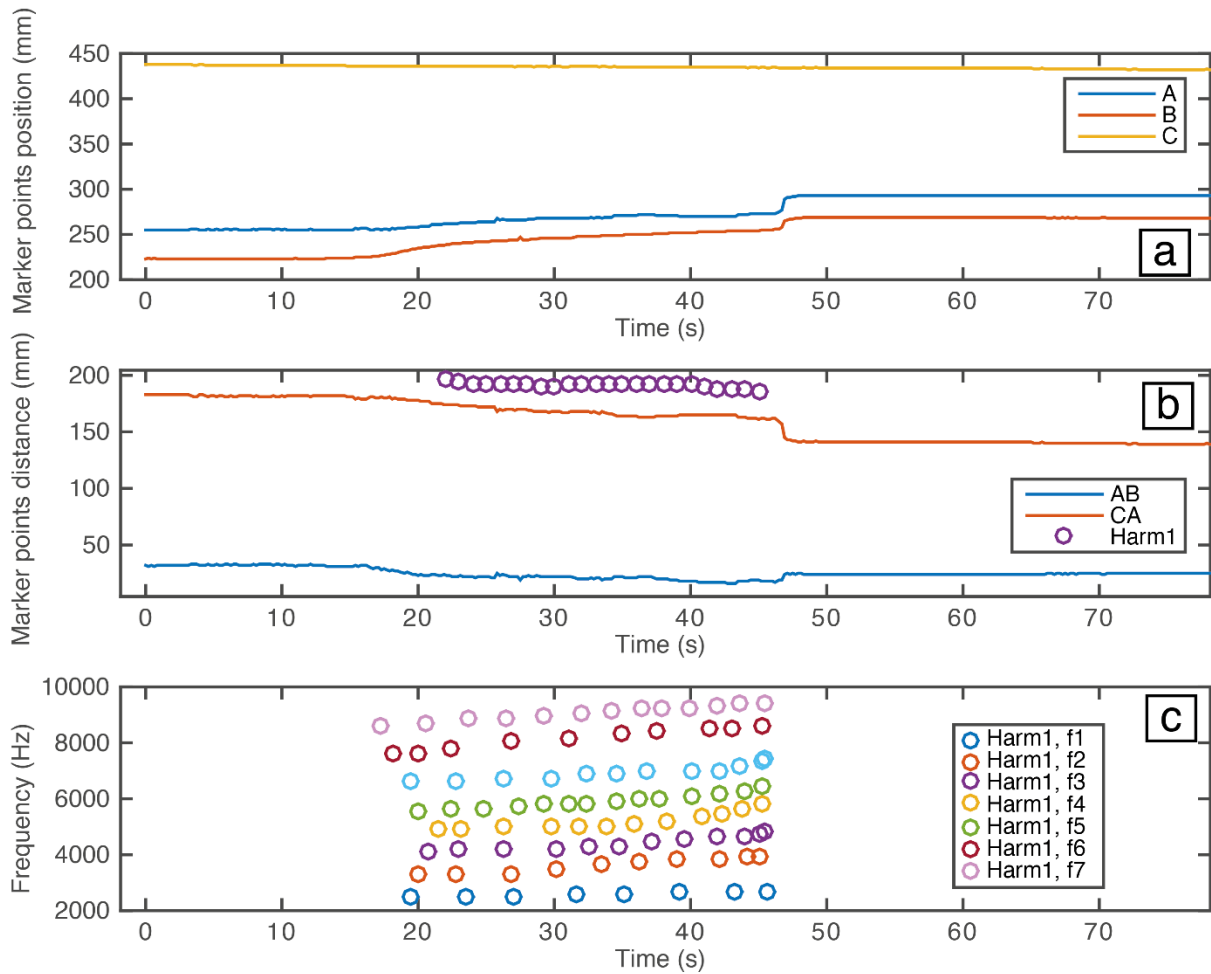 Marker points position (mm)
450
400
350
300
250
200
A
B
C
a
0 10 20 30 40 50 60 70
Time (s)
Marker points distance (mm)
200
150
100
50
b
AB
CA
Harm1
0 10 20 30 40 50 60 70
Time (s)
Frequency (Hz)
10000
8000
6000
4000
2000
c
Harm1, f1
Harm1, f2
Harm1, f3
Harm1, f4
Harm1, f5
Harm1, f6
Harm1, f7
0 10 20 30 40 50 60 70
Time (s)